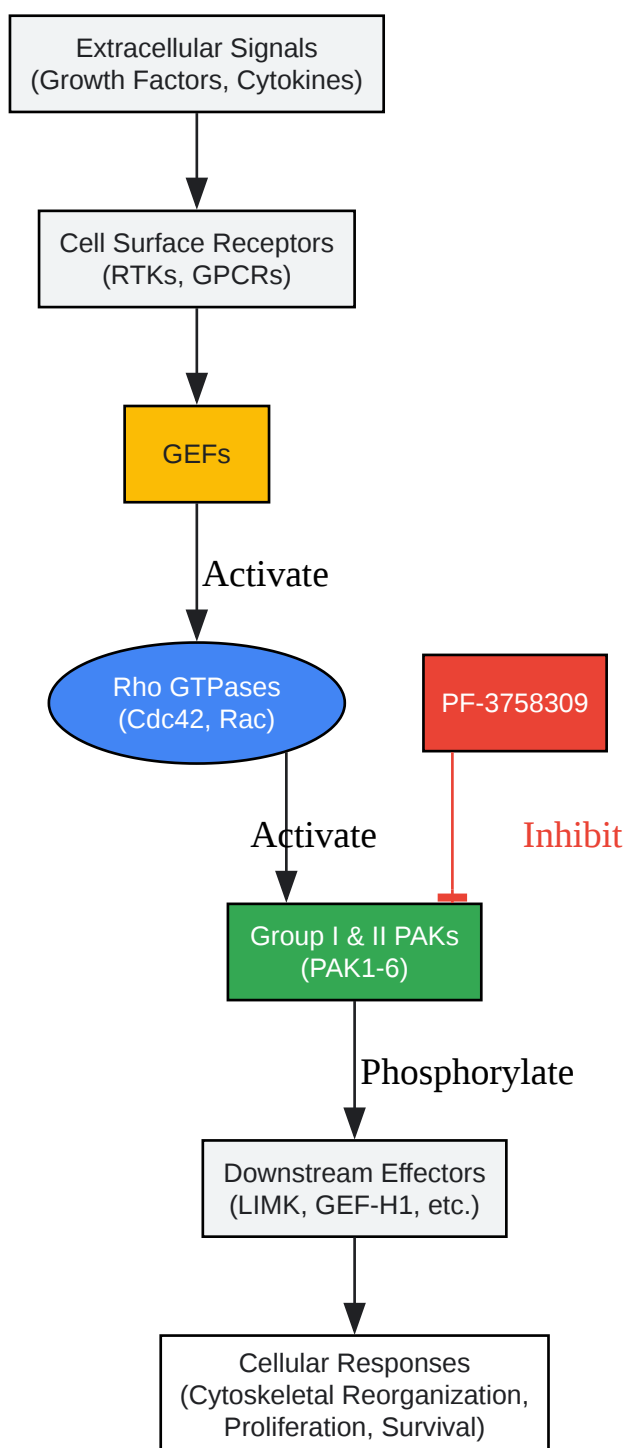 Extracellular Signals
(Growth Factors, Cytokines)
Cell Surface Receptors
(RTKs, GPCRs)
GEFs
Activate
Rho GTPases
(Cdc42, Rac)
PF-3758309
Activate
Inhibit
Group I & II PAKs
(PAK1-6)
Phosphorylate
Downstream Effectors
(LIMK, GEF-H1, etc.)
Cellular Responses
(Cytoskeletal Reorganization,
Proliferation, Survival)